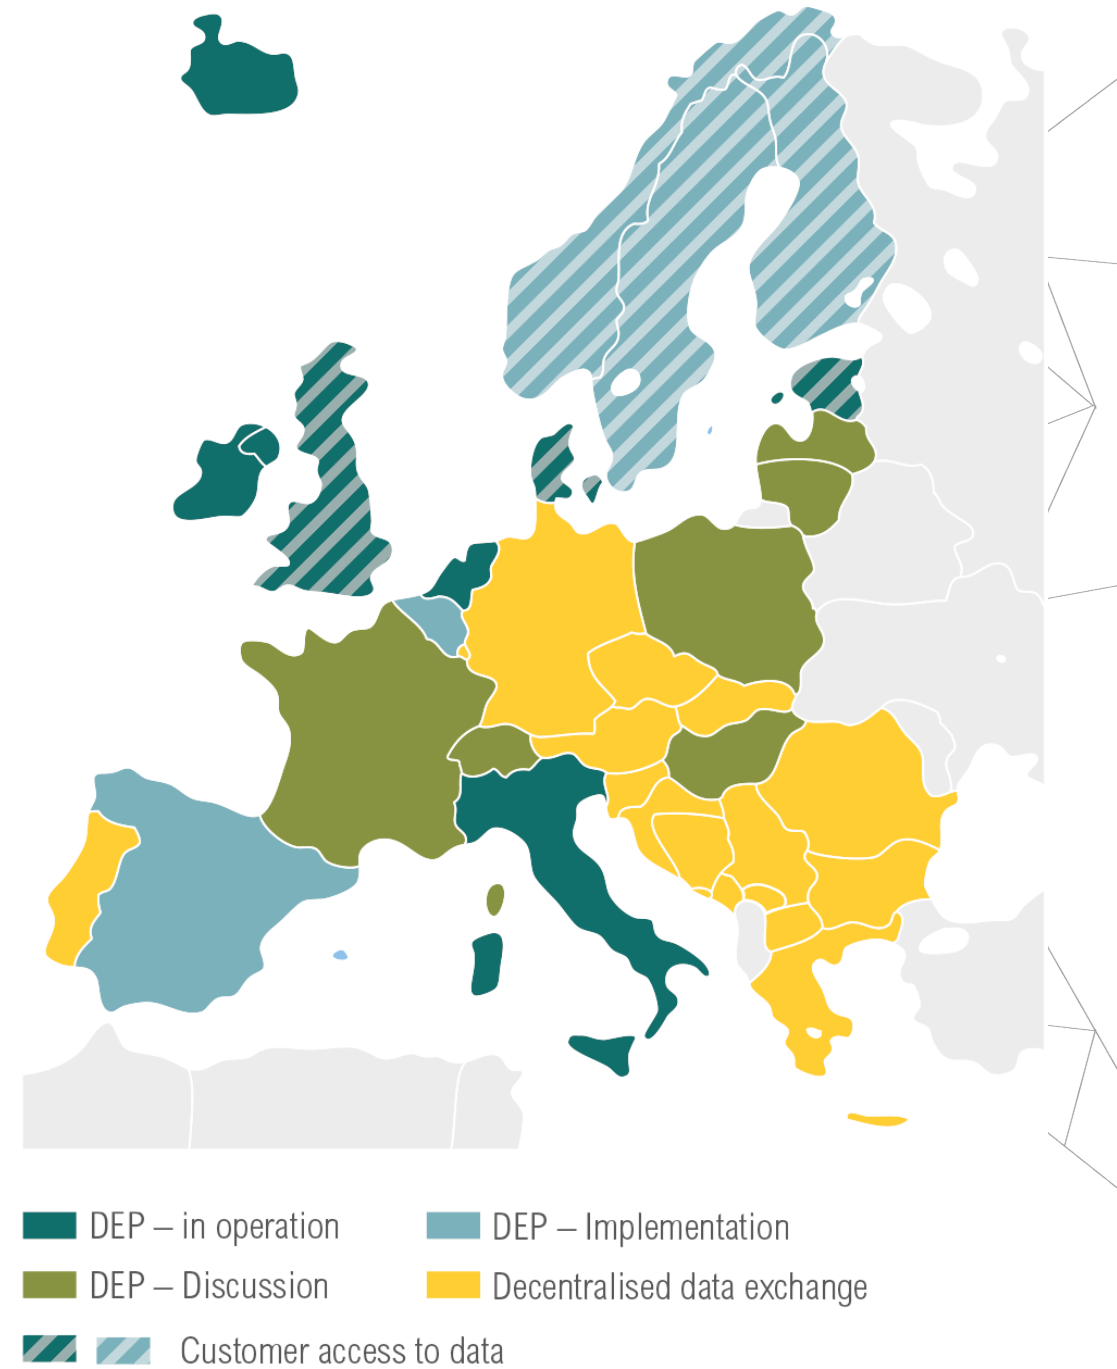 DEP – in operation
DEP – Implementation
DEP – Discussion
Decentralised data exchange
Customer access to data